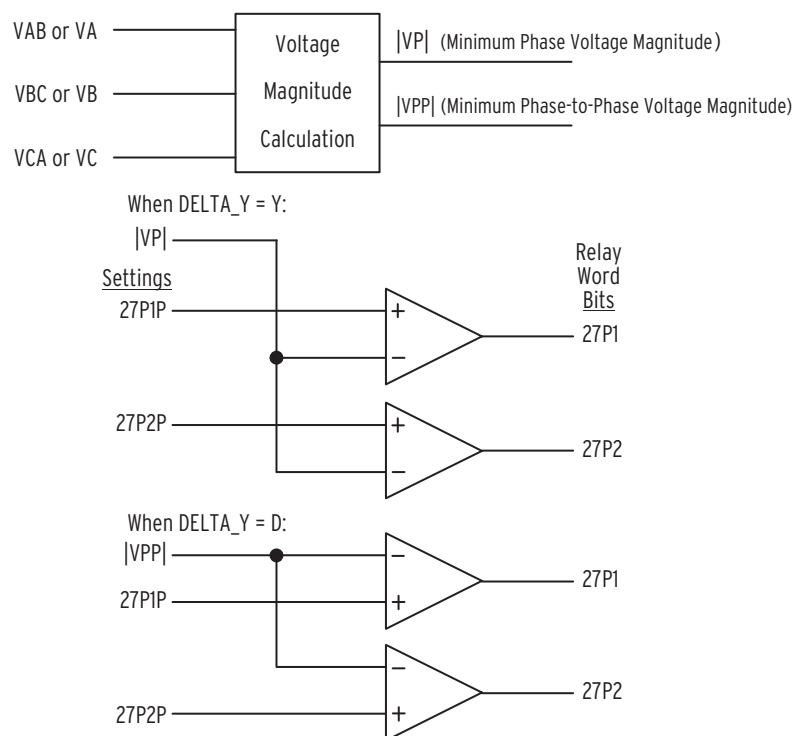 VAB or VA
VBC or VB
VCA or VC
Voltage
Magnitude
Calculation
|VP| (Minimum Phase Voltage Magnitude)
|VPP| (Minimum Phase-to-Phase Voltage Magnitude)
When DELTA_Y = Y:
|VP|
Settings
Relay
Word
Bits
27P1P
+
−
27P1
27P2P
+
−
27P2
When DELTA_Y = D:
|VPP|
−
27P1P
+
27P1
−
27P2P
+
27P2